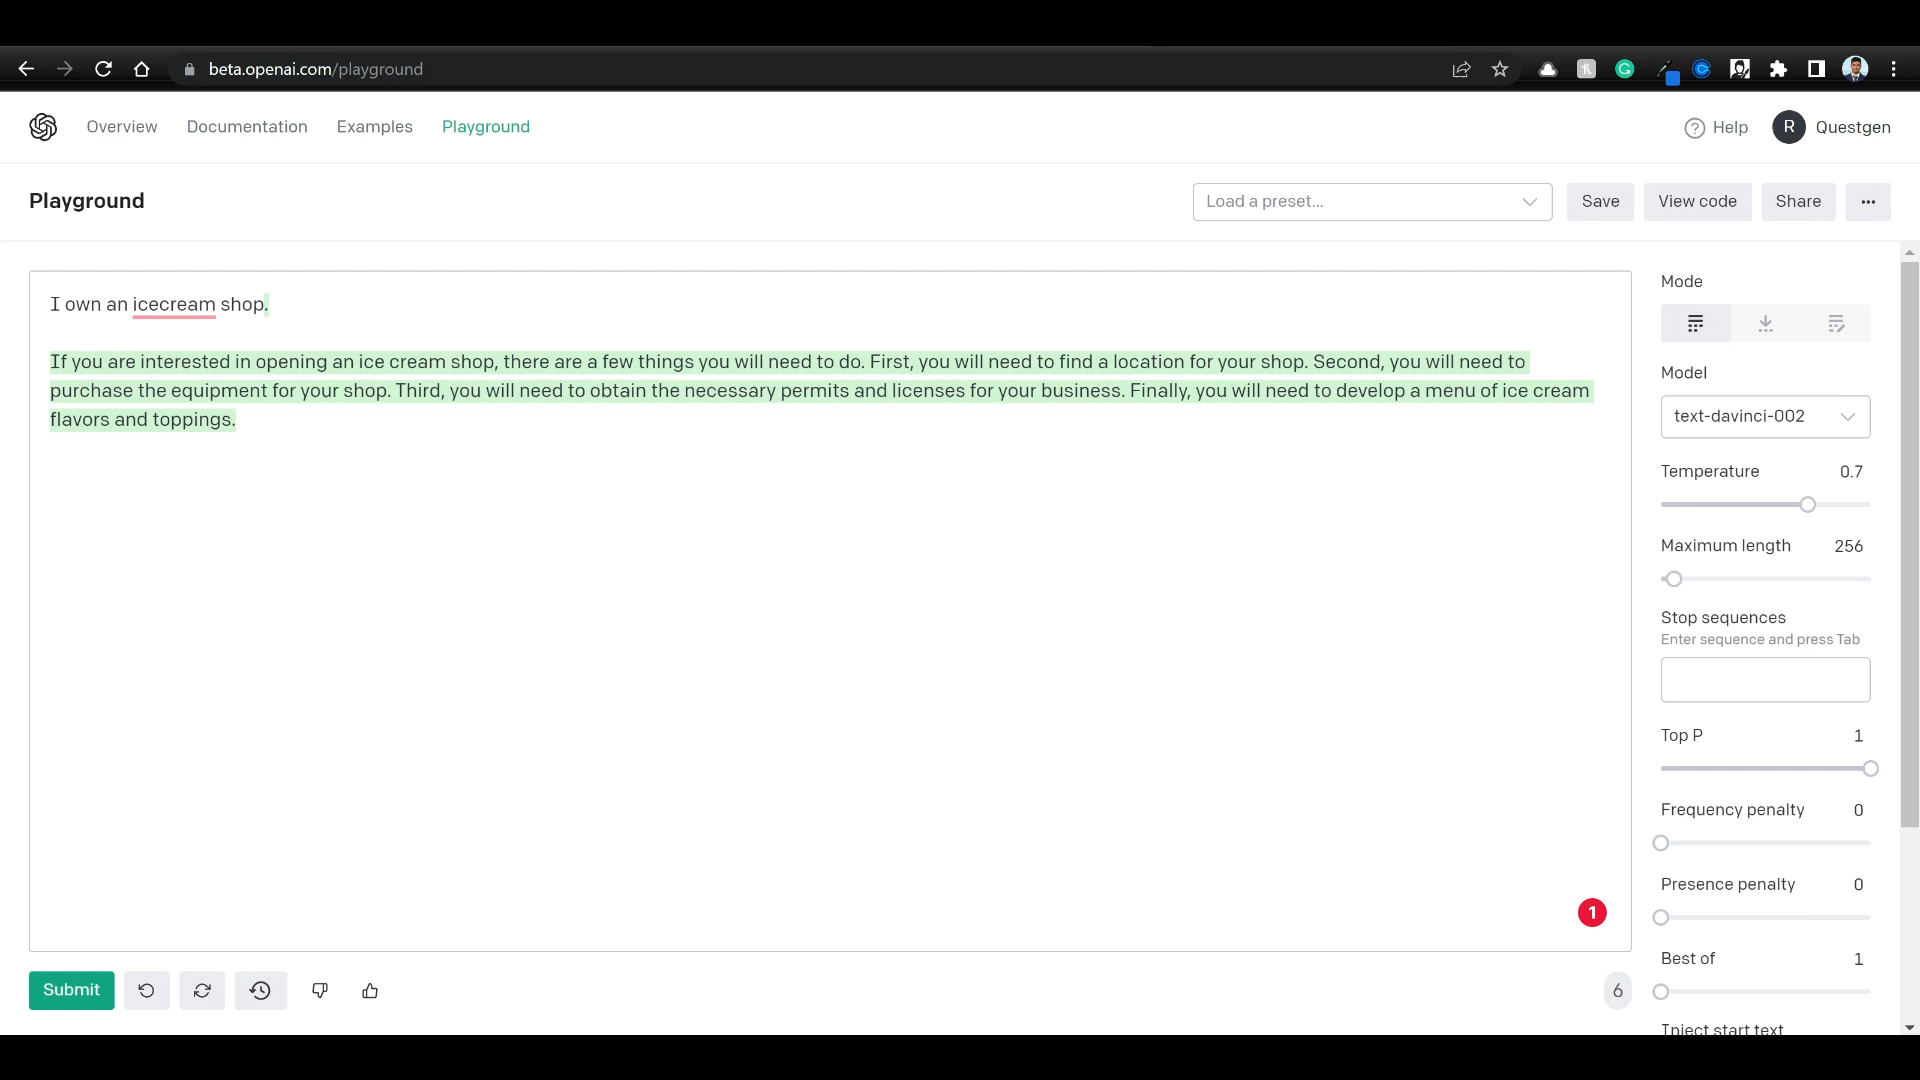 beta.openai.com/playground
Overview Documentation Examples Playground Help R Questgen
Playground Load a preset... Save View code Share
I own an icecream shop.
If you are interested in opening an ice cream shop, there are a few things you will need to do. First, you will need to find a location for your shop. Second, you will need to
purchase the equipment for your shop. Third, you will need to obtain the necessary permits and licenses for your business. Finally, you will need to develop a menu of ice cream
flavors and toppings.
1
Submit
6
Mode
Model
text-davinci-002
Temperature 0.7
Maximum length 256
Stop sequences
Enter sequence and press Tab
Top P 1
Frequency penalty 0
Presence penalty 0
Best of 1
Inject start text